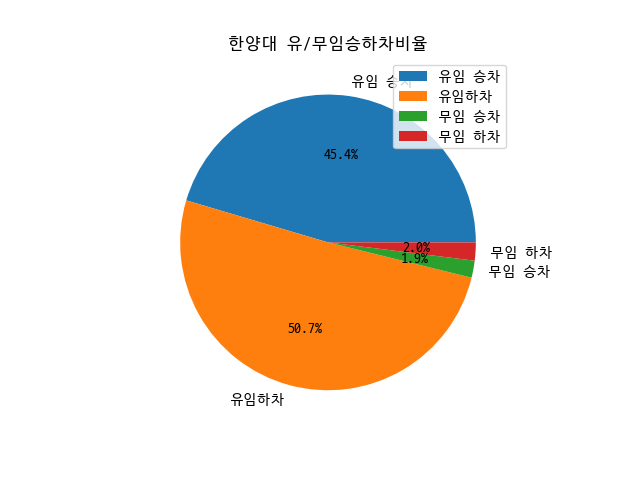 한양대 유/무임승하차비율
유임 승차
유임 승차
유임하차
무임 승차
무임 하차
45.4%
2.0%
무임 하차
1.9%
무임 승차
50.7%
유임하차